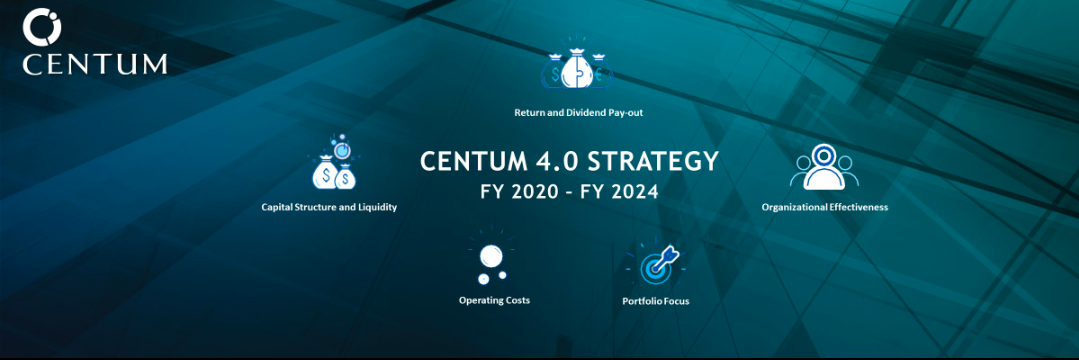 CENTUM
Return and Dividend Pay-out
CENTUM 4.0 STRATEGY
FY 2020 - FY 2024
Capital Structure and Liquidity
Organizational Effectiveness
Operating Costs
Portfolio Focus